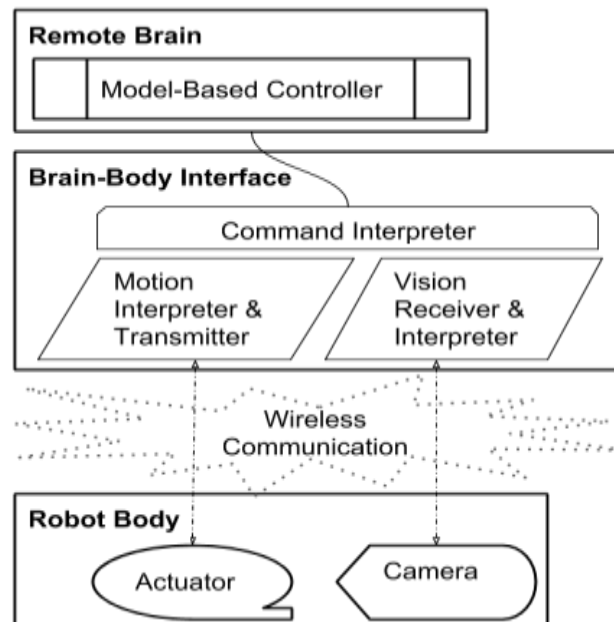 Remote Brain
Model-Based Controller
Brain-Body Interface
Command Interpreter
Motion
Interpreter &
Transmitter
Vision
Receiver &
Interpreter
Wireless
Communication
Robot Body
Actuator
Camera